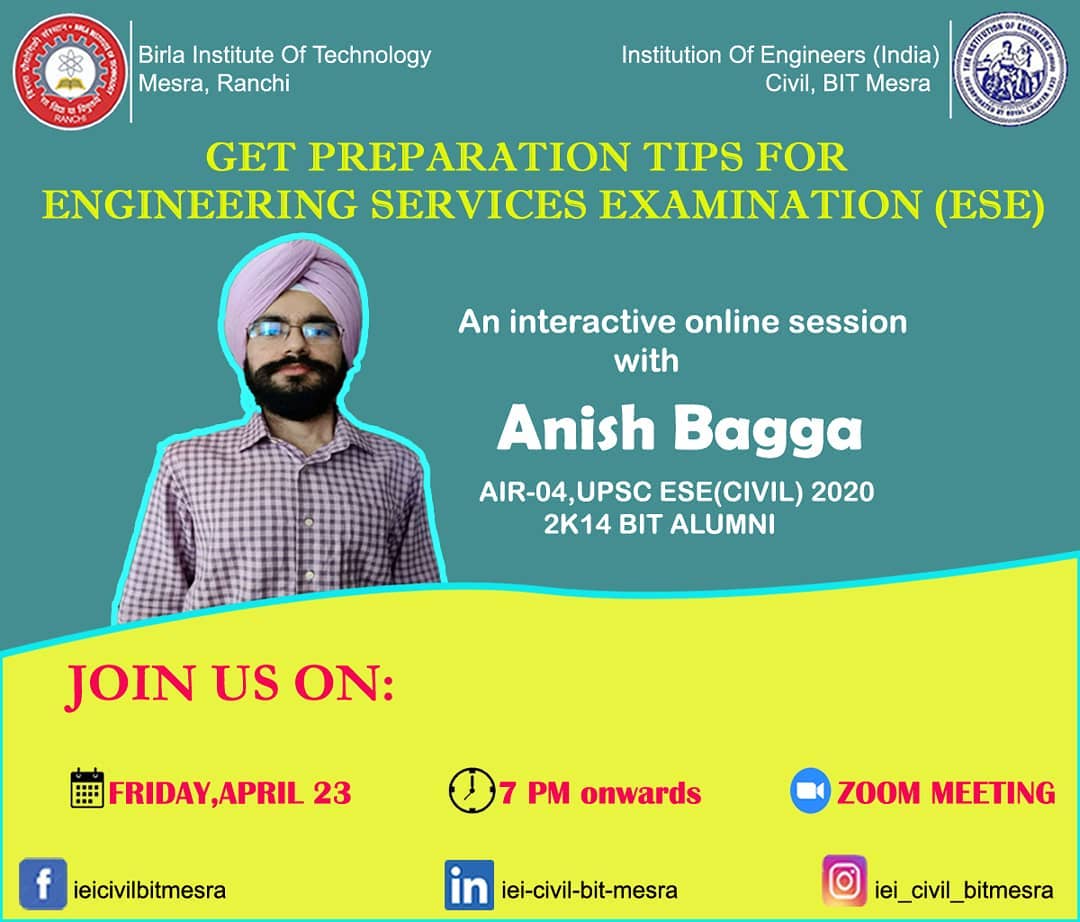 Birla Institute Of Technology
Mesra, Ranchi
Institution Of Engineers (India)
Civil, BIT Mesra
RANCHI
GET PREPARATION TIPS FOR
ENGINEERING SERVICES EXAMINATION (ESE)
An interactive online session
with
Anish Bagga
AIR-04,UPSC ESE(CIVIL) 2020
2K14 BIT ALUMNI
JOIN US ON:
FRIDAY,APRIL 23
7 PM onwards
ZOOM MEETING
ieicivilbitmesra
iei-civil-bit-mesra
iei_civil_bitmesra